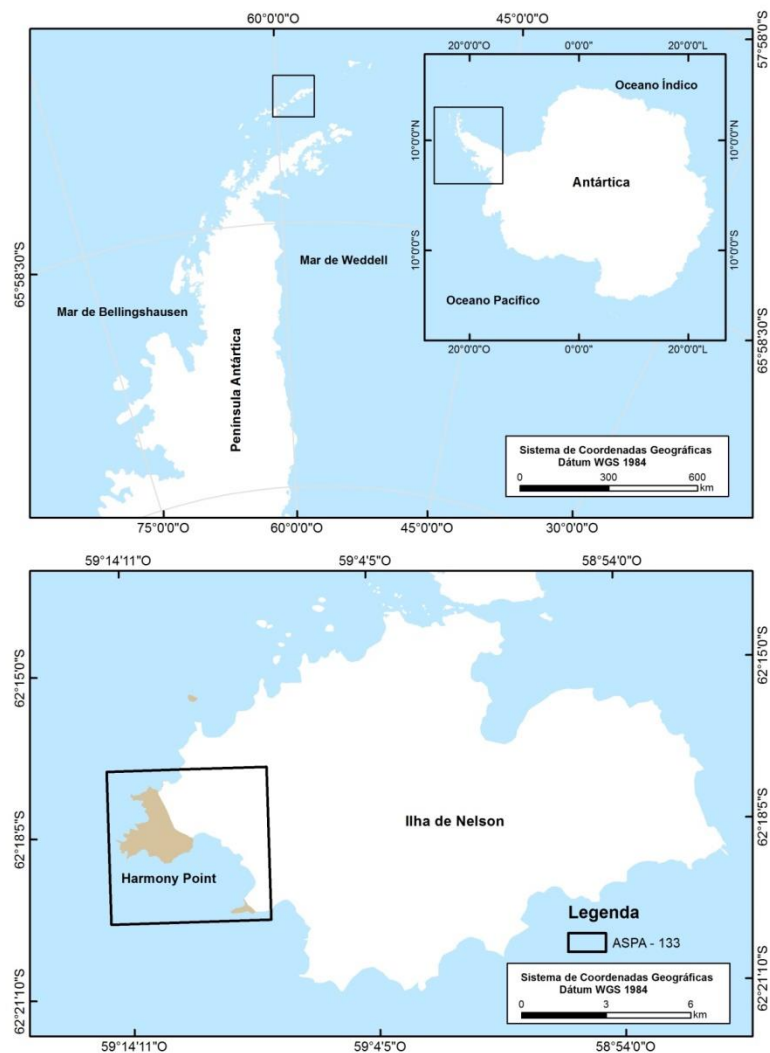 60°0'0"O
45°0'0"O
57°58'0"S
20°0'0"O
0°0'0"
20°0'0"L
Oceano Índico
10°0'0"N
10°0'0"N
Antártica
10°0'0"S
10°0'0"S
Oceano Pacífico
20°0'0"O
0°0'0"
20°0'0"L
65°58'30"S
Mar de Weddell
Mar de Bellingshausen
Península Antártica
65°58'30"S
Sistema de Coordenadas Geográficas
Dátum WGS 1984
0 300 600
km
75°0'0"O
60°0'0"O
45°0'0"O
30°0'0"O
59°14'11"O
59°4'5"O
58°54'0"O
62°15'0"S
62°15'0"S
62°18'5"S
Ilha de Nelson
62°18'5"S
Harmony Point
Legenda
ASPA - 133
62°21'10"S
62°21'10"S
Sistema de Coordenadas Geográficas
Dátum WGS 1984
0 3 6
km
59°14'11"O
59°4'5"O
58°54'0"O